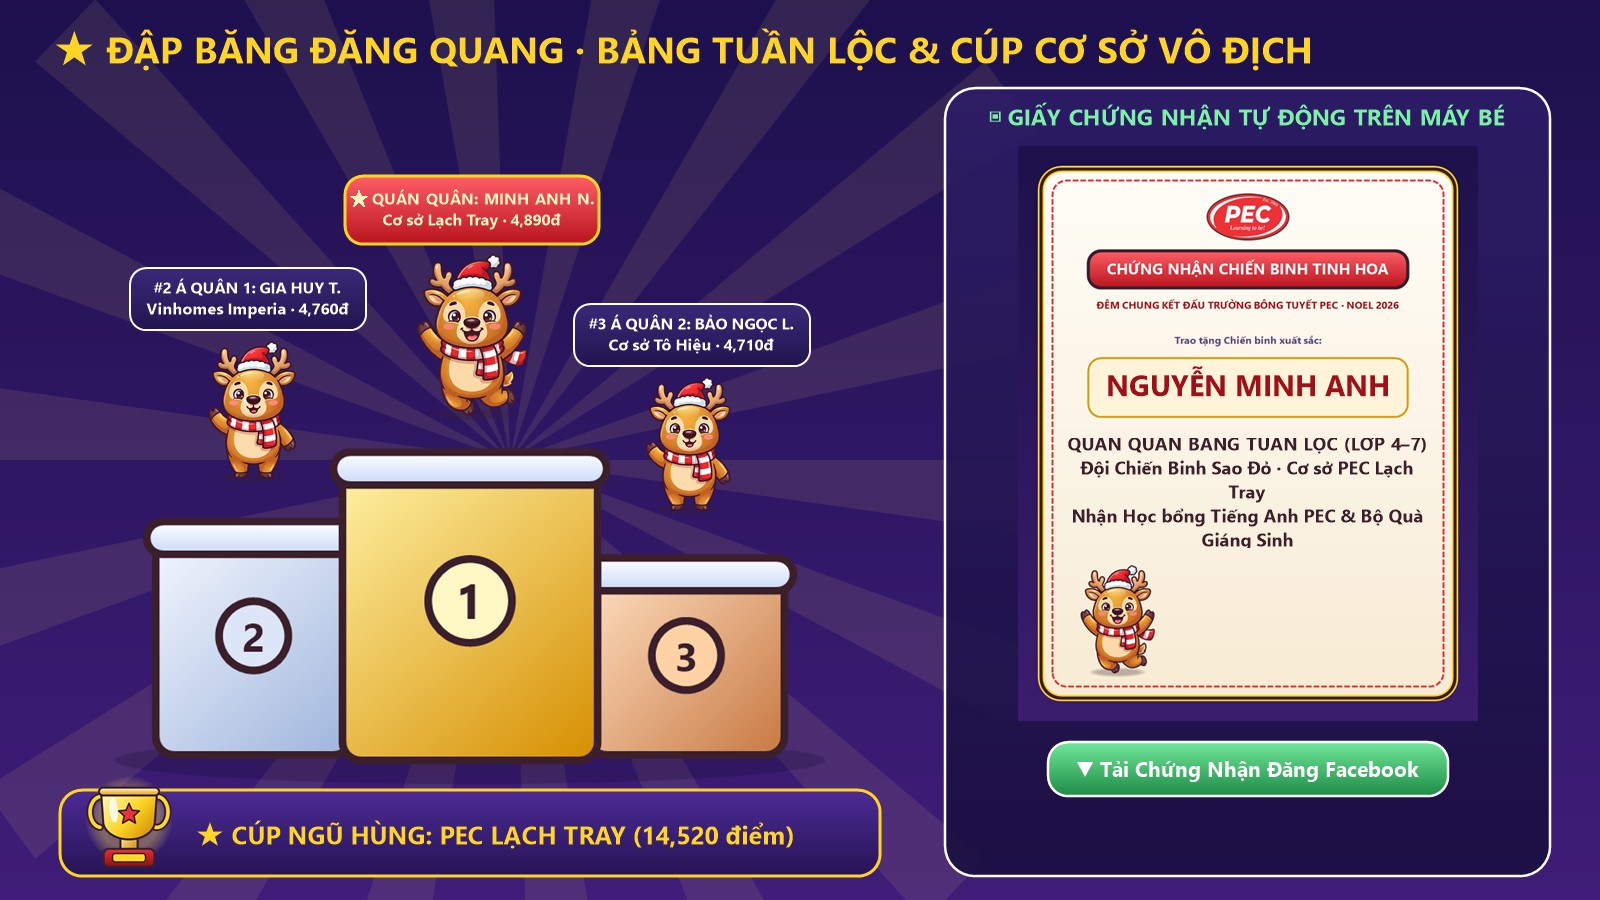 ★ ĐẬP BĂNG ĐĂNG QUANG · BẢNG TUẦN LỘC & CÚP CƠ SỞ VÔ ĐỊCH
★ QUÁN QUÂN: MINH ANH N.
Cơ sở Lạch Tray · 4,890đ
#2 Á QUÂN 1: GIA HUY T.
Vinhomes Imperia · 4,760đ
#3 Á QUÂN 2: BẢO NGỌC L.
Cơ sở Tô Hiệu · 4,710đ
1
2
3
★ CÚP NGŨ HÙNG: PEC LẠCH TRAY (14,520 điểm)
GIẤY CHỨNG NHẬN TỰ ĐỘNG TRÊN MÁY BÉ
PEC
Learning to be!
CHỨNG NHẬN CHIẾN BINH TINH HOA
ĐÊM CHUNG KẾT ĐẤU TRƯỜNG BÔNG TUYẾT PEC · NOEL 2026
Trao tặng Chiến binh xuất sắc:
NGUYỄN MINH ANH
QUAN QUAN BANG TUAN LỌC (LƠP 4–7)
Đội Chiến Binh Sao Đỏ · Cơ sở PEC Lạch
Tray
Nhận Học bổng Tiếng Anh PEC & Bộ Quà
Giáng Sinh
▼ Tải Chứng Nhận Đăng Facebook